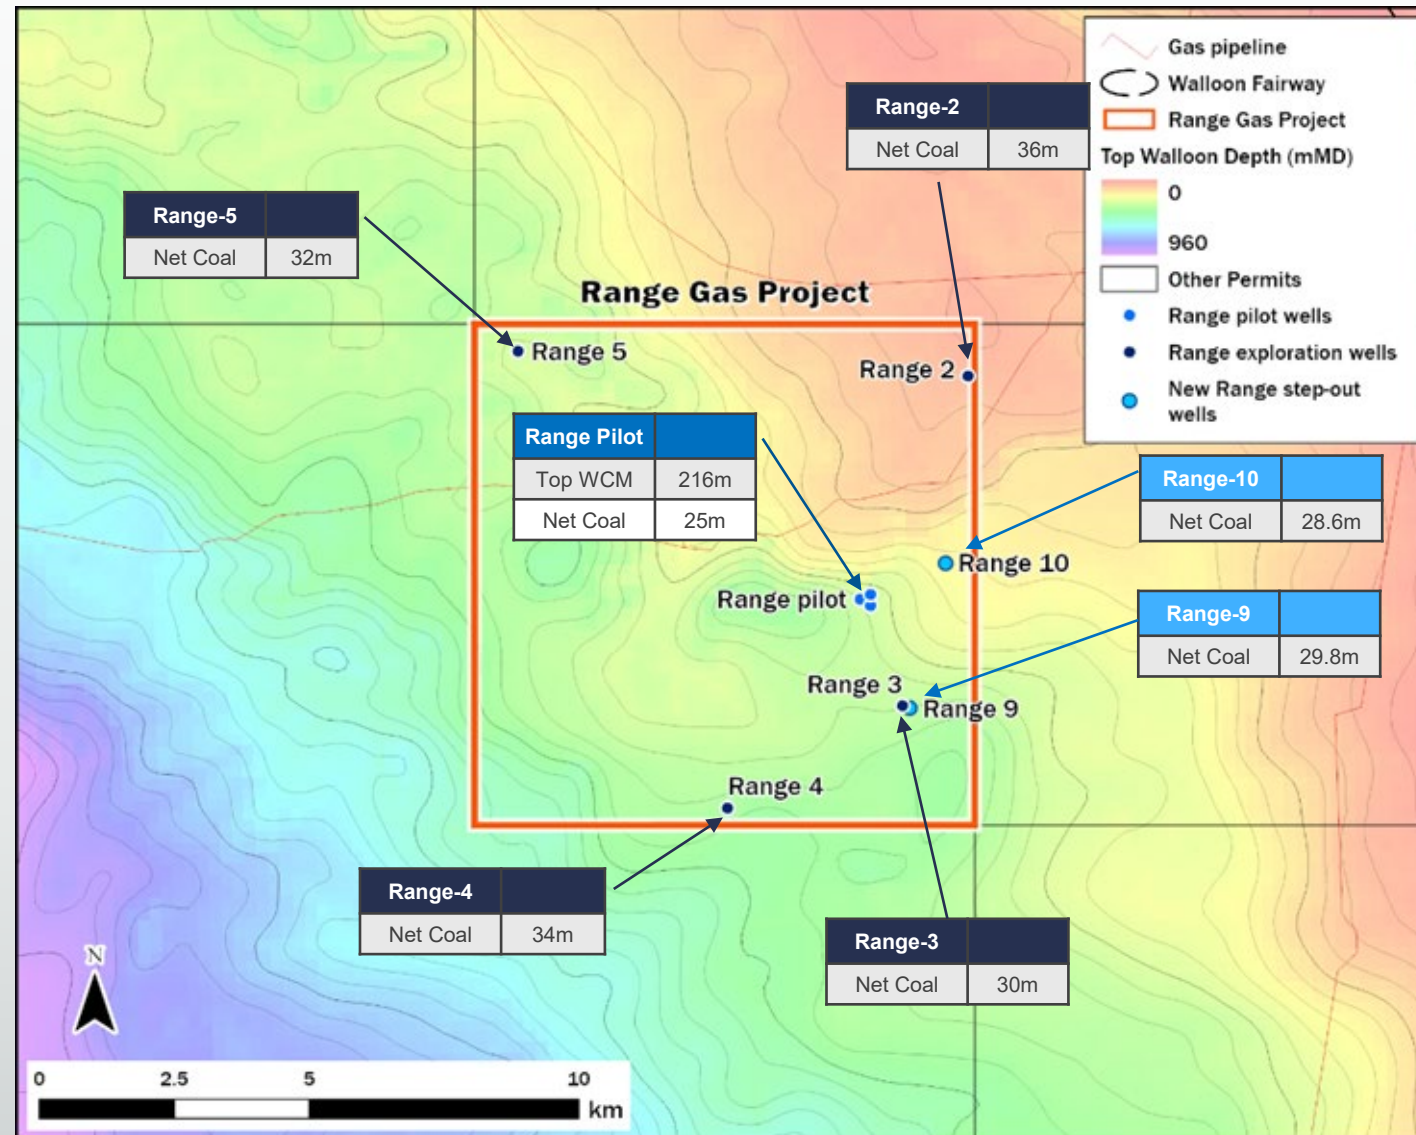 Gas pipeline
Walloon Fairway
Range Gas Project
Top Walloon Depth (mMD)
0
960
Other Permits
Range pilot wells
Range exploration wells
New Range step-out
wells
Range-2
Net Coal 36m
Range-5
Net Coal 32m
Range Gas Project
Range 5
Range 2
Range Pilot
Top WCM 216m
Net Coal 25m
Range-10
Net Coal 28.6m
Range 10
Range pilot
Range-9
Net Coal 29.8m
Range 3
Range 9
Range 4
Range-4
Net Coal 34m
Range-3
Net Coal 30m
N
0 2.5 5 10
km